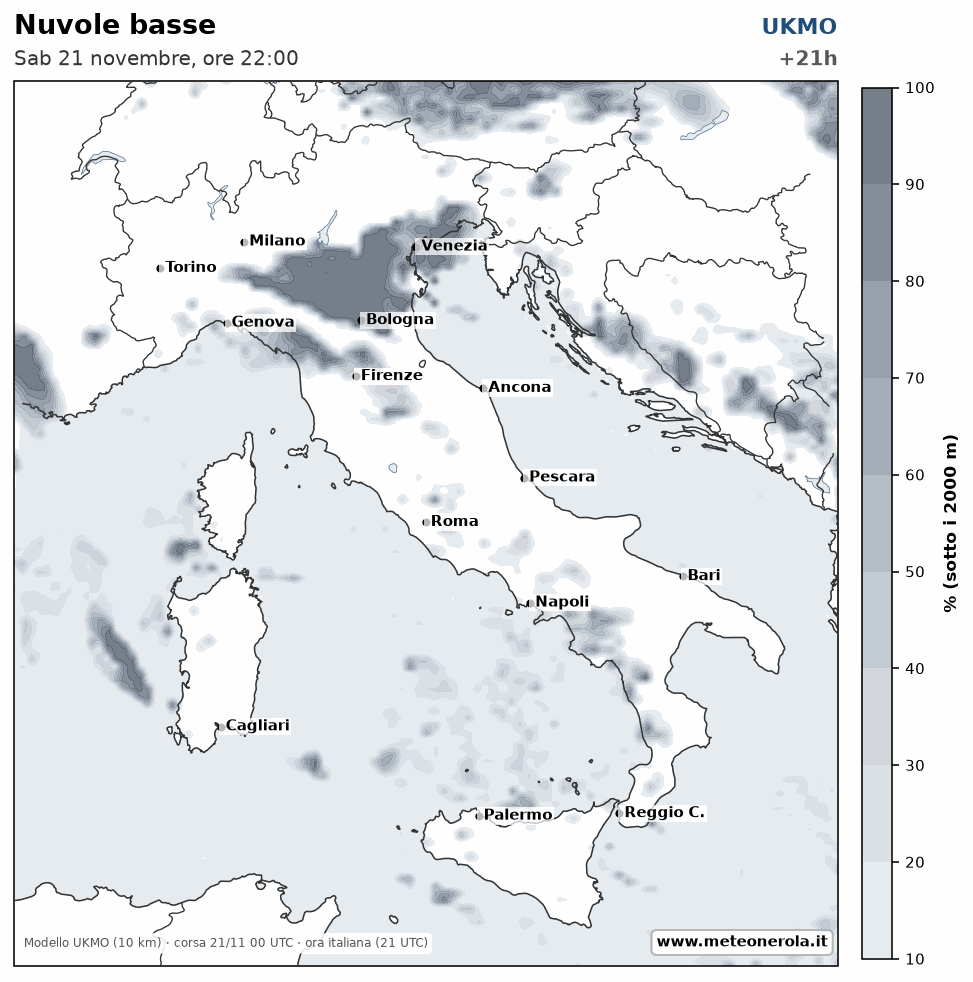 Nuvole basse
UKMO
Sab 21 novembre, ore 22:00
+21h
100
90
80
70
60
50
40
30
20
10
% (sotto i 2000 m)
Milano
Venezia
Torino
Genova
Bologna
Firenze
Ancona
Pescara
Roma
Bari
Napoli
Cagliari
Palermo
Reggio C.
Modello UKMO (10 km) · corsa 21/11 00 UTC · ora italiana (21 UTC)
www.meteonerola.it